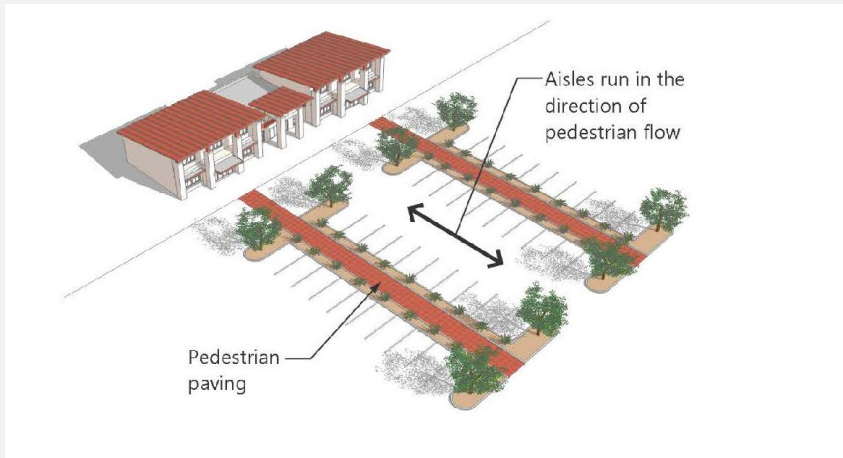 Aisles run in the
direction of
pedestrian flow
Pedestrian
paving